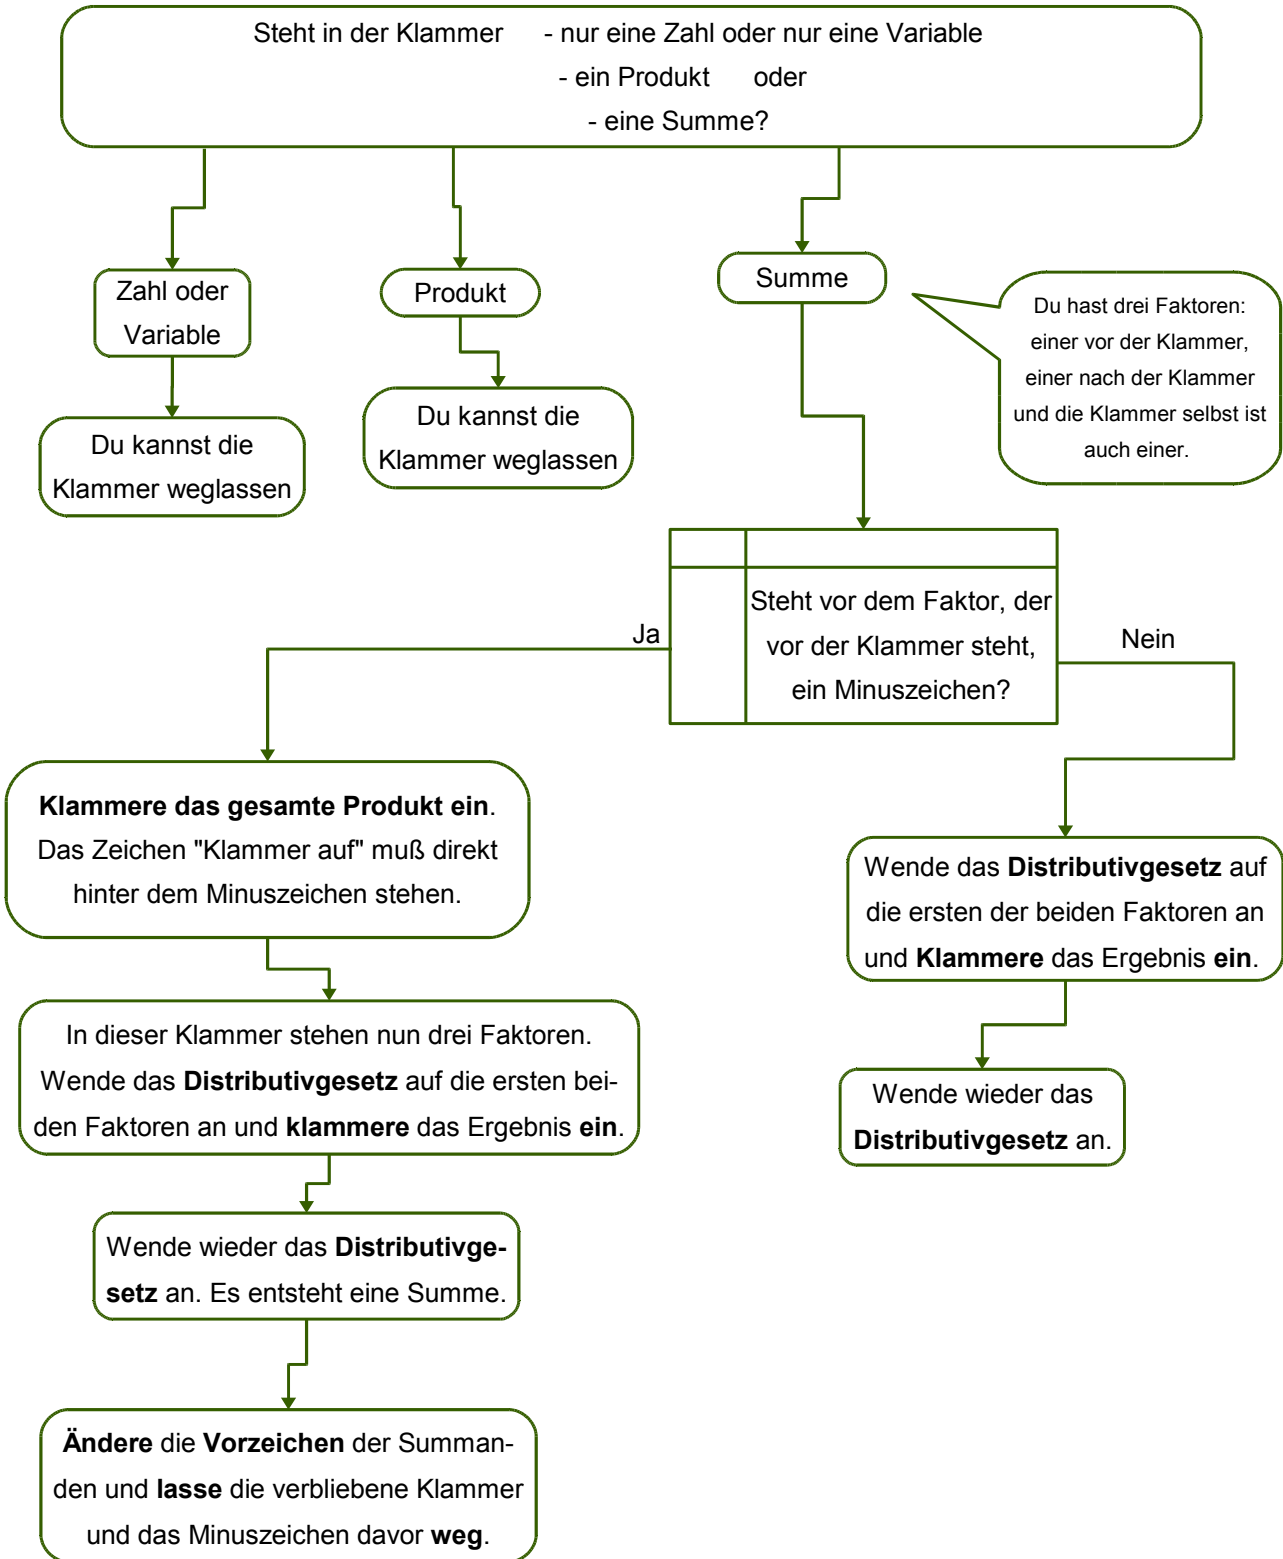 Steht in der Klammer - nur eine Zahl oder nur eine Variable
- ein Produkt oder
- eine Summe?
Zahl oder
Variable
Du kannst die
Klammer weglassen
Produkt
Du kannst die
Klammer weglassen
Summe
Du hast drei Faktoren:
einer vor der Klammer,
einer nach der Klammer
und die Klammer selbst ist
auch einer.
Steht vor dem Faktor, der
vor der Klammer steht,
ein Minuszeichen?
Ja
Nein
Klammere das gesamte Produkt ein.
Das Zeichen "Klammer auf" muß direkt
hinter dem Minuszeichen stehen.
In dieser Klammer stehen nun drei Faktoren.
Wende das Distributivgesetz auf die ersten bei-
den Faktoren an und klammere das Ergebnis ein.
Wende wieder das Distributivge-
setz an. Es entsteht eine Summe.
Ändere die Vorzeichen der Summan-
den und lasse die verbliebene Klammer
und das Minuszeichen davor weg.
Wende das Distributivgesetz auf
die ersten der beiden Faktoren an
und Klammere das Ergebnis ein.
Wende wieder das
Distributivgesetz an.